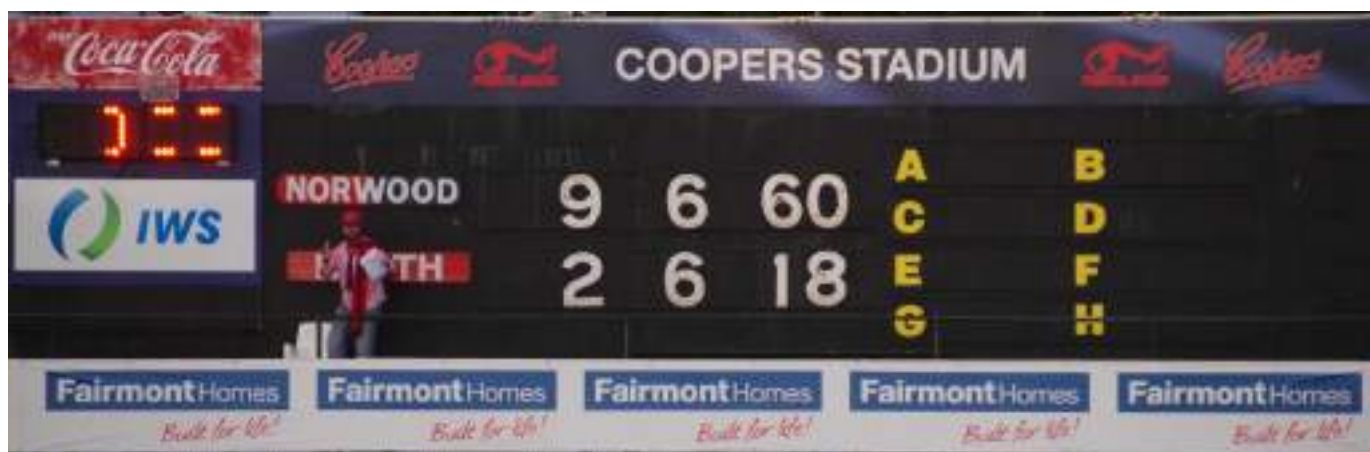 Coca-Cola
Coopers
COOPERS STADIUM
Coopers
IWS
NORWOOD 9 6 60
2 6 18
A B
C D
E F
G H
FairmontHomes FairmontHomes FairmontHomes FairmontHomes FairmontHomes
Built for life! Built for life! Built for life! Built for life! Built for life!